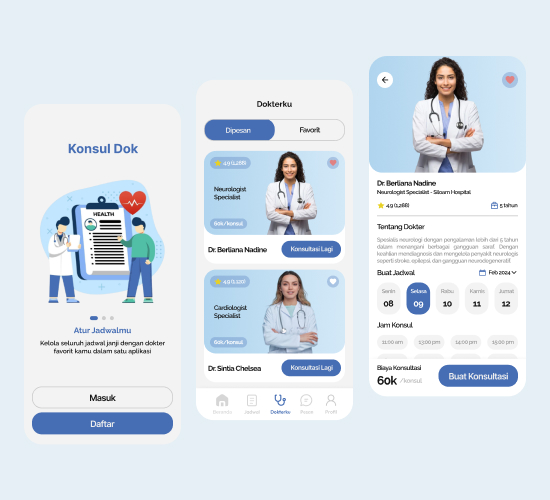 Konsul Dok
HEALTH
Atur Jadwalmu
Kelola seluruh jadwal janji dengan dokter
favorit kamu dalam satu aplikasi
Masuk
Daftar
Dokterku
Dipesan
Favorit
4.9 (1,288)
Neurologist
Specialist
60k/konsul
Dr. Berliana Nadine
Konsultasi Lagi
4.9 (1,120)
Cardiologist
Specialist
60k/konsul
Dr. Sintia Chelsea
Konsultasi Lagi
Beranda
Jadwal
Dokterku
Pesan
Profil
Dr. Berliana Nadine
Neurologist Specialist - Siloam Hospital
4.9 (1,288)
5 tahun
Tentang Dokter
Spesialis neurologi dengan pengalaman lebih dari 5 tahun
dalam menangani berbagai gangguan saraf. Dengan
keahlian mendiagnosis dan mengelola penyakit neurologis
seperti stroke, epilepsi, dan gangguan neurodegeneratif
Buat Jadwal
Feb 2024
Senin
Selasa
Rabu
Kamis
Jumat
08
09
10
11
12
Jam Konsul
11:00 am
13:00 pm
14:00 pm
15:00 pm
Biaya Konsultasi
60k /konsul
Buat Konsultasi